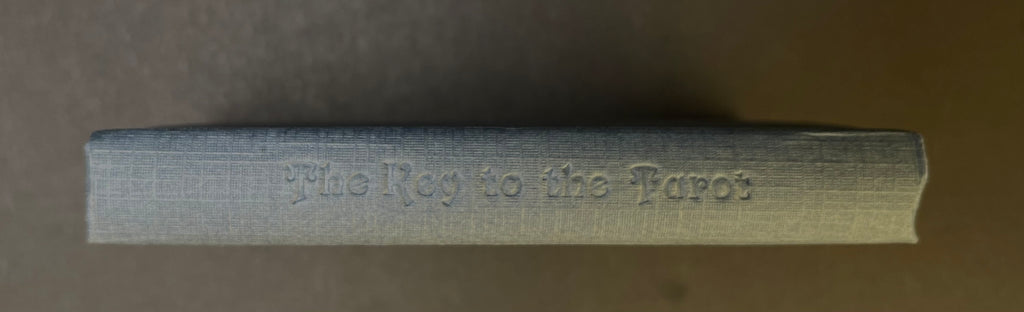 The Key to the Tarot